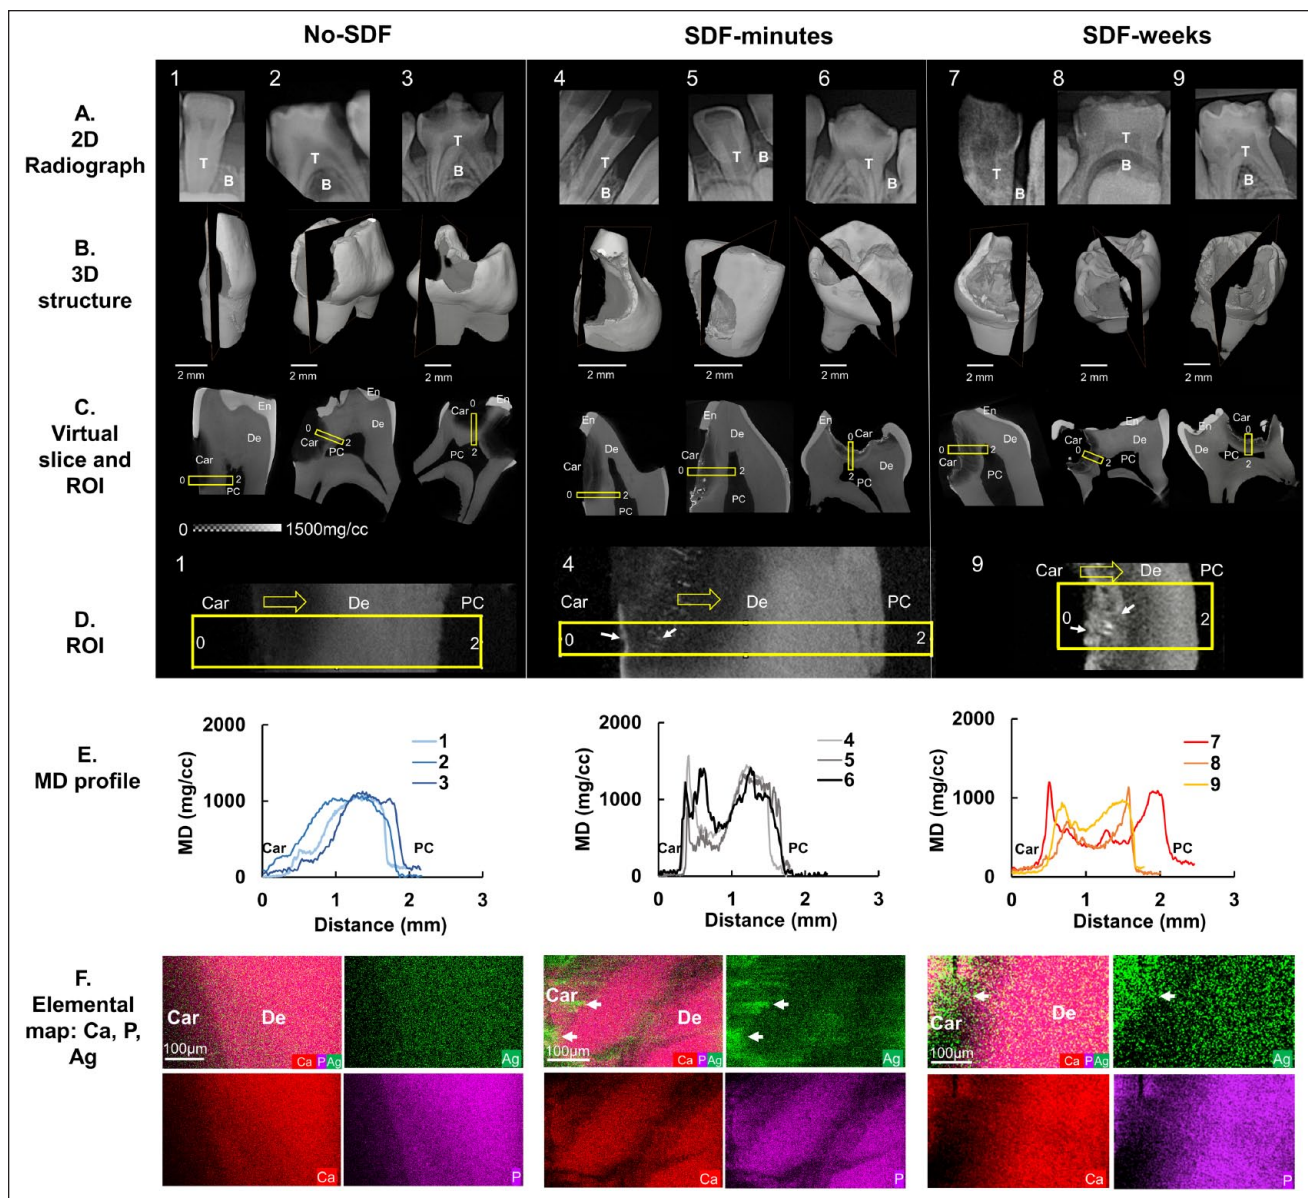 No-SDF SDF-minutes SDF-weeks
A.
2D
Radiograph
1 2 3 4 5 6 7 8 9
T T T T T T T T T
B B B B B B B B B
B.
3D
structure
2 mm 2 mm 2 mm 2 mm 2 mm 2 mm 2 mm 2 mm 2 mm
C.
Virtual
slice and
ROI
En De Car 0 2 PC
En De 0 Car 2 PC
0 En Car De 2 PC
En De Car 0 2 PC
En De Car 0 2 PC
En Car 0 De 2 PC
En De 0 2 Car PC
En Car De 0 2 PC
Car En 0 De 2 PC
0 1500mg/cc
D.
ROI
1 4 9
Car De PC Car De PC Car De PC
0 2 0 2 0 2
E.
MD profile
2000 1000 0
MD (mg/cc)
1
2
3
Car PC
0 1 2 3
Distance (mm)
2000 1000 0
MD (mg/cc)
4
5
6
Car PC
0 1 2 3
Distance (mm)
2000 1000 0
MD (mg/cc)
7
8
9
Car PC
0 1 2 3
Distance (mm)
F.
Elemental
map: Ca, P,
Ag
Car De
100µm
Ca P Ag
Ag
Ca
P
Car De
100µm
Ca P Ag
Ag
Ca
P
Car De
100µm
Ca P Ag
Ag
Ca
P